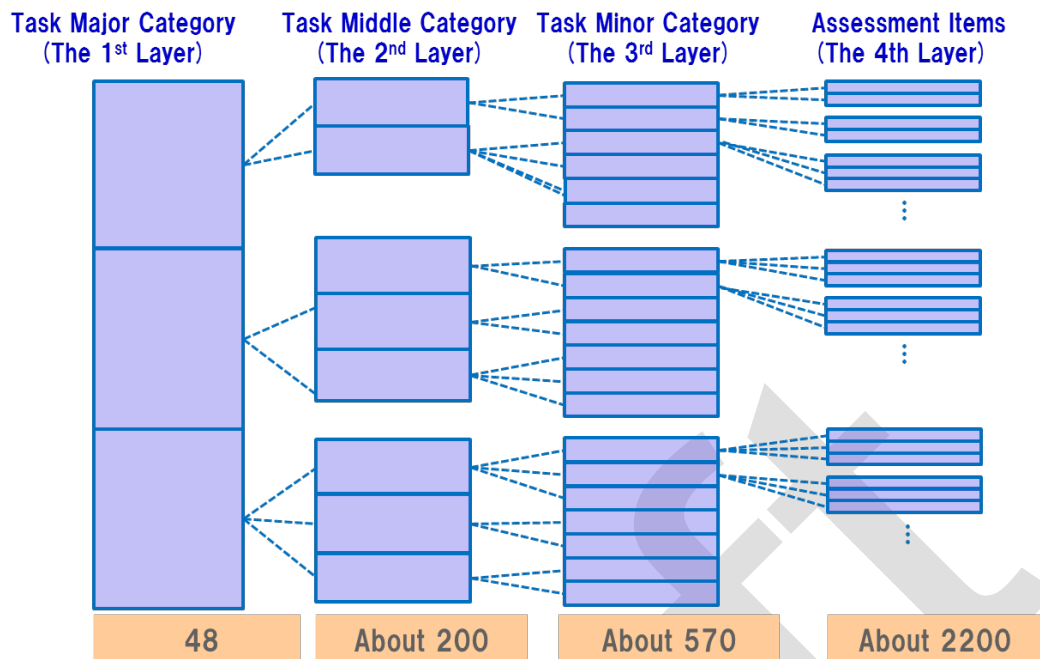 Task Major Category
(The 1st Layer)
Task Middle Category
(The 2nd Layer)
Task Minor Category
(The 3rd Layer)
Assessment Items
(The 4th Layer)
48
About 200
About 570
About 2200